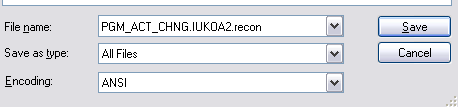 File name: PGM_ACT_CHNG.IUKOA2.recon Save
Save as type: All Files Cancel
Encoding: ANSI